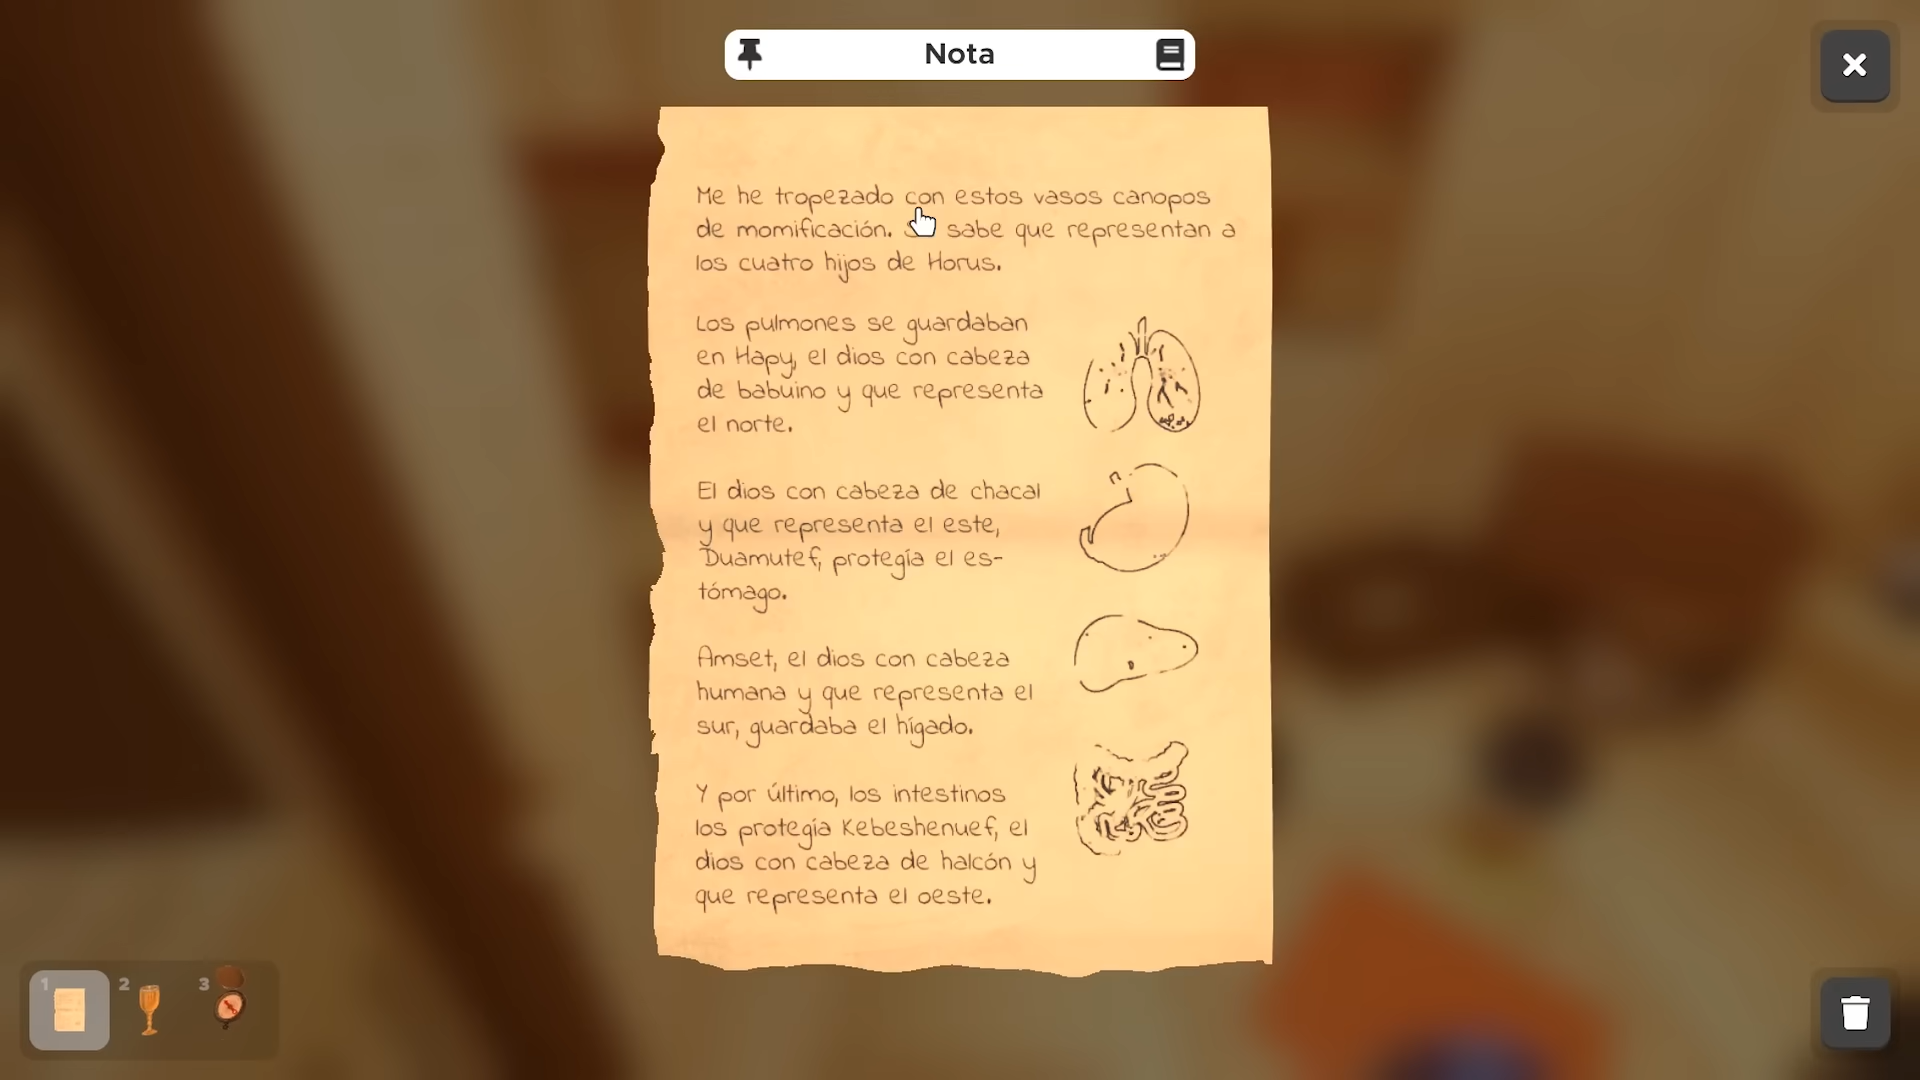 Nota
Me he tropezado con estos vasos canopos
de momificación. sabe que representan a
los cuatro hijos de Horus.
Los pulmones se guardaban
en Hapy, el dios con cabeza
de babuino y que representa
el norte.
El dios con cabeza de chacal
y que representa el este,
Duamutef, protegía el es-
tómago.
Amset, el dios con cabeza
humana y que representa el
sur, guardaba el hígado.
Y por último, los intestinos
los protegía Kebeshenuef, el
dios con cabeza de halcón y
que representa el oeste.
1 2 3